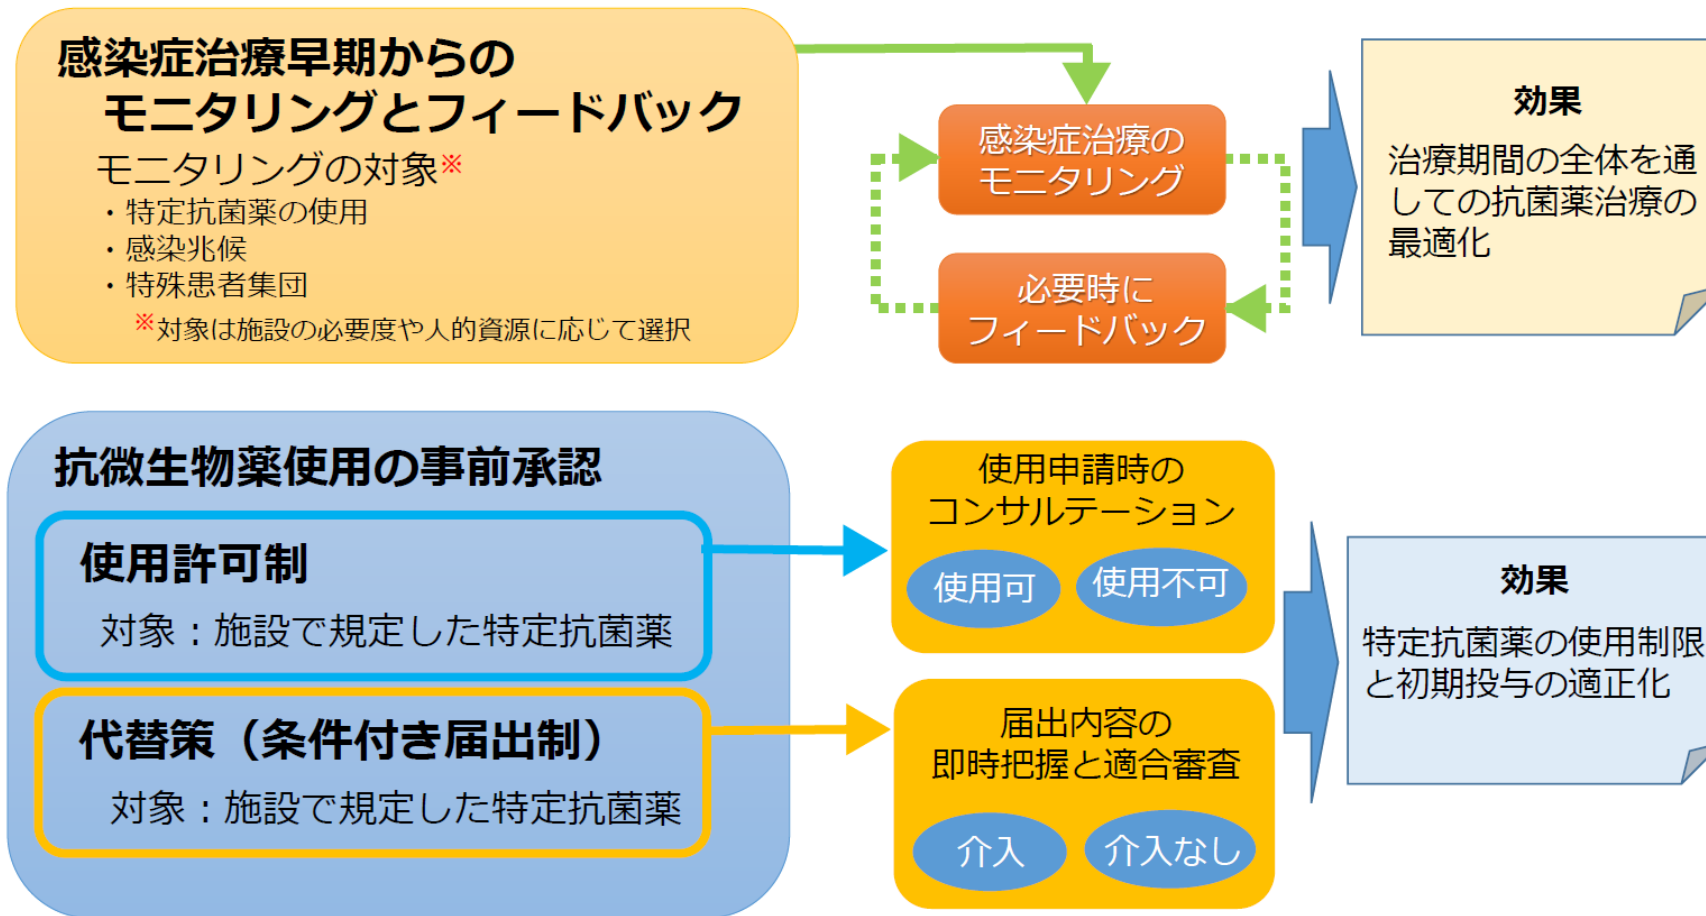 感染症治療早期からの
モニタリングとフィードバック
モニタリングの対象※
・特定抗菌薬の使用
・感染兆候
・特殊患者集団
※対象は施設の必要度や人的資源に応じて選択
感染症治療の
モニタリング
必要時に
フィードバック
効果
治療期間の全体を通
しての抗菌薬治療の
最適化
抗微生物薬使用の事前承認
使用許可制
対象：施設で規定した特定抗菌薬
代替策（条件付き届出制）
対象：施設で規定した特定抗菌薬
使用申請時の
コンサルテーション
使用可
使用不可
届出内容の
即時把握と適合審査
介入
介入なし
効果
特定抗菌薬の使用制限
と初期投与の適正化